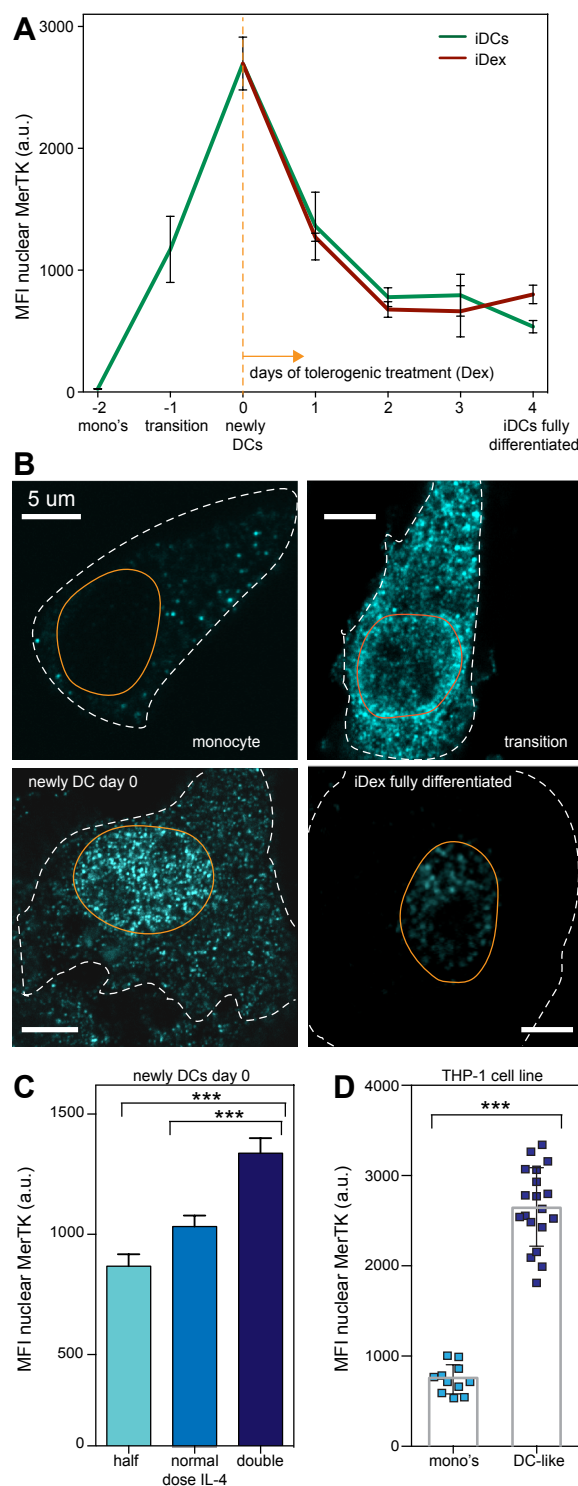 A
3000
2000
1000
0
MFI nuclear MerTK (a.u.)
iDCs
iDex
days of tolerogenic treatment (Dex)
-2 -1 0 1 2 3 4
mono's transition newly DCs iDCs fully differentiated
B
5 um
monocyte
transition
newly DC day 0
iDex fully differentiated
C
newly DCs day 0
***
***
1500
1000
500
0
MFI nuclear MerTK (a.u.)
half normal double
dose IL-4
D
THP-1 cell line
***
4000
3000
2000
1000
0
MFI nuclear MerTK (a.u.)
mono's DC-like